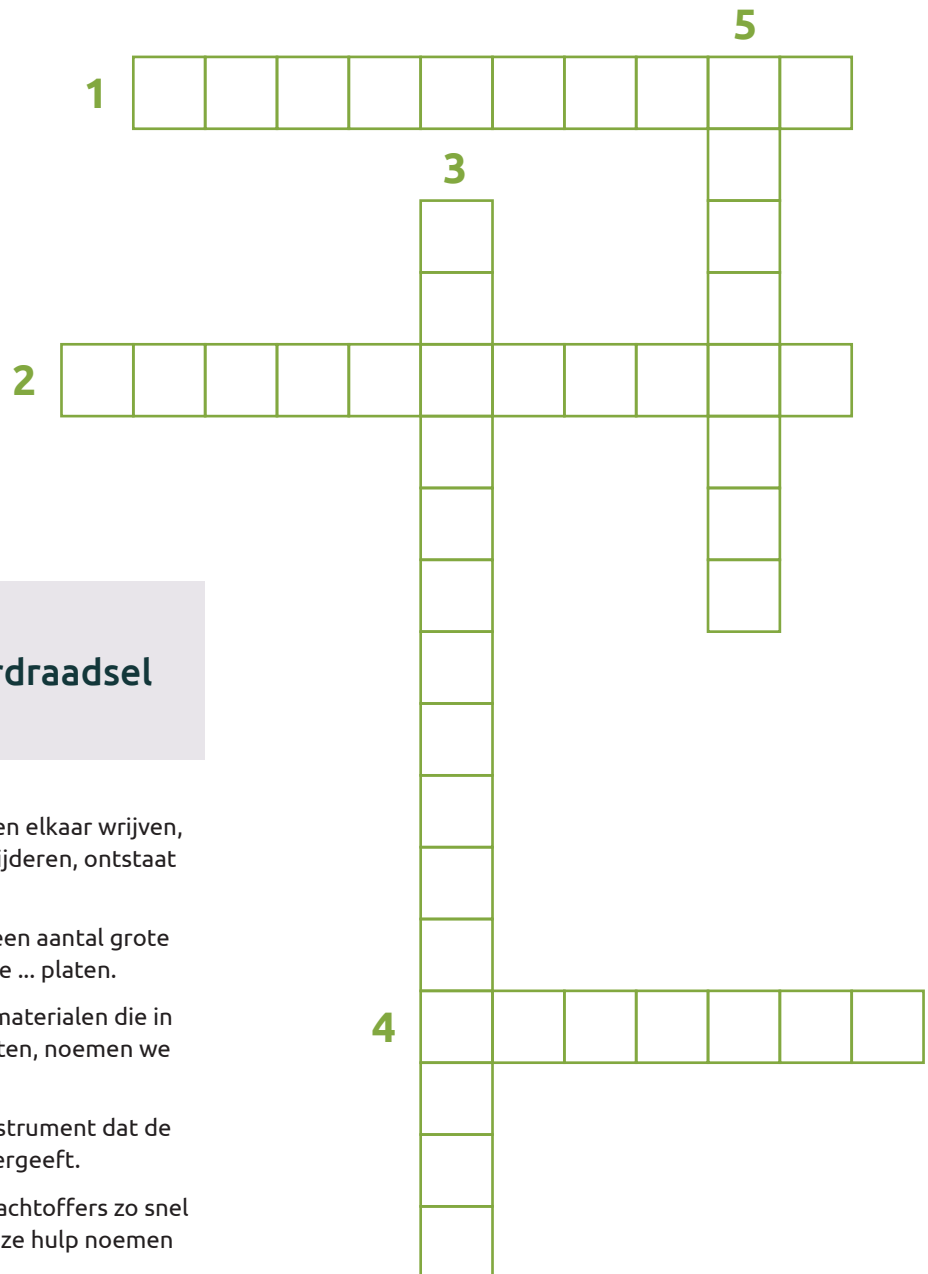 5
1
3
2
rdraadsel
en elkaar wrijven,
ijderen, ontstaat
een aantal grote
e ... platen.
materialen die in
ten, noemen we
4
strument dat de
ergeeft.
achtoffers zo snel
ze hulp noemen